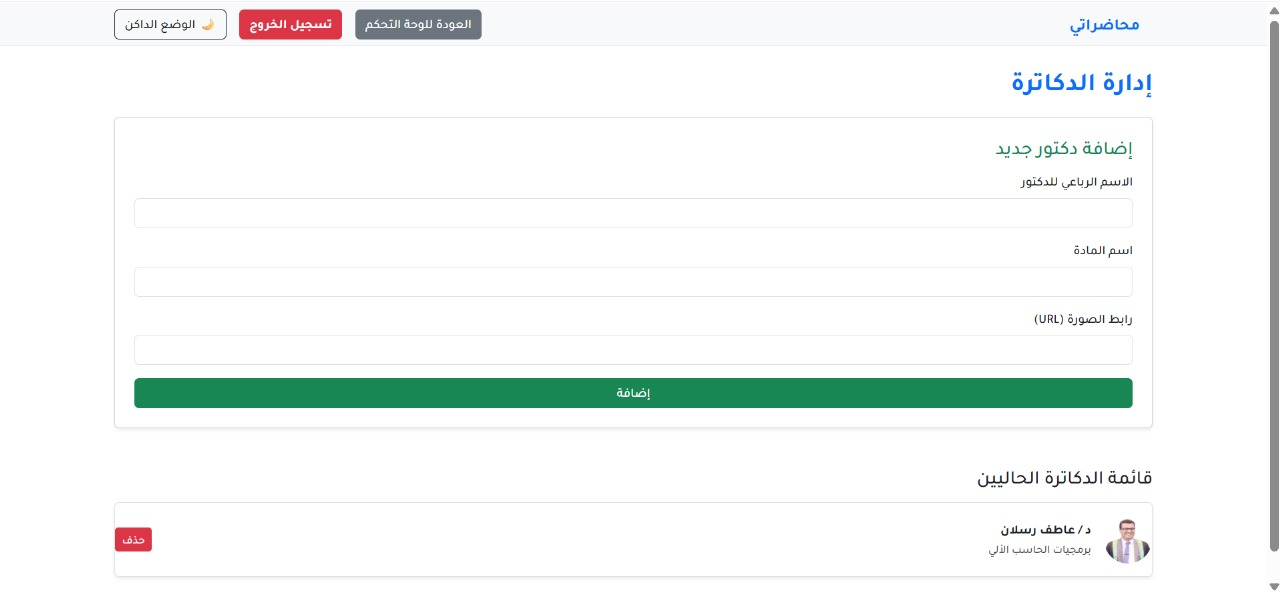 محاضراتي
العودة للوحة التحكم
تسجيل الخروج
🌙 الوضع الداكن
إدارة الدكاترة
إضافة دكتور جديد
الاسم الرباعي للدكتور
اسم المادة
رابط الصورة (URL)
إضافة
قائمة الدكاترة الحاليين
د / عاطف رسلان
برمجيات الحاسب الألي
حذف